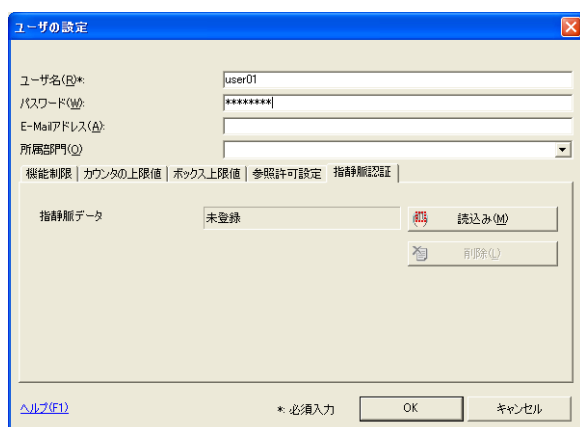 ユーザの設定
ユーザ名(R)*: user01
パスワード(W): ********
E-Mailアドレス(A):
所属部門(O)
機能制限 カウンタの上限値 ボックス上限値 参照許可設定 指静脈認証
指静脈データ 未登録 読込み(M)
削除(L)
ヘルプ(F1) *: 必須入力 OK キャンセル